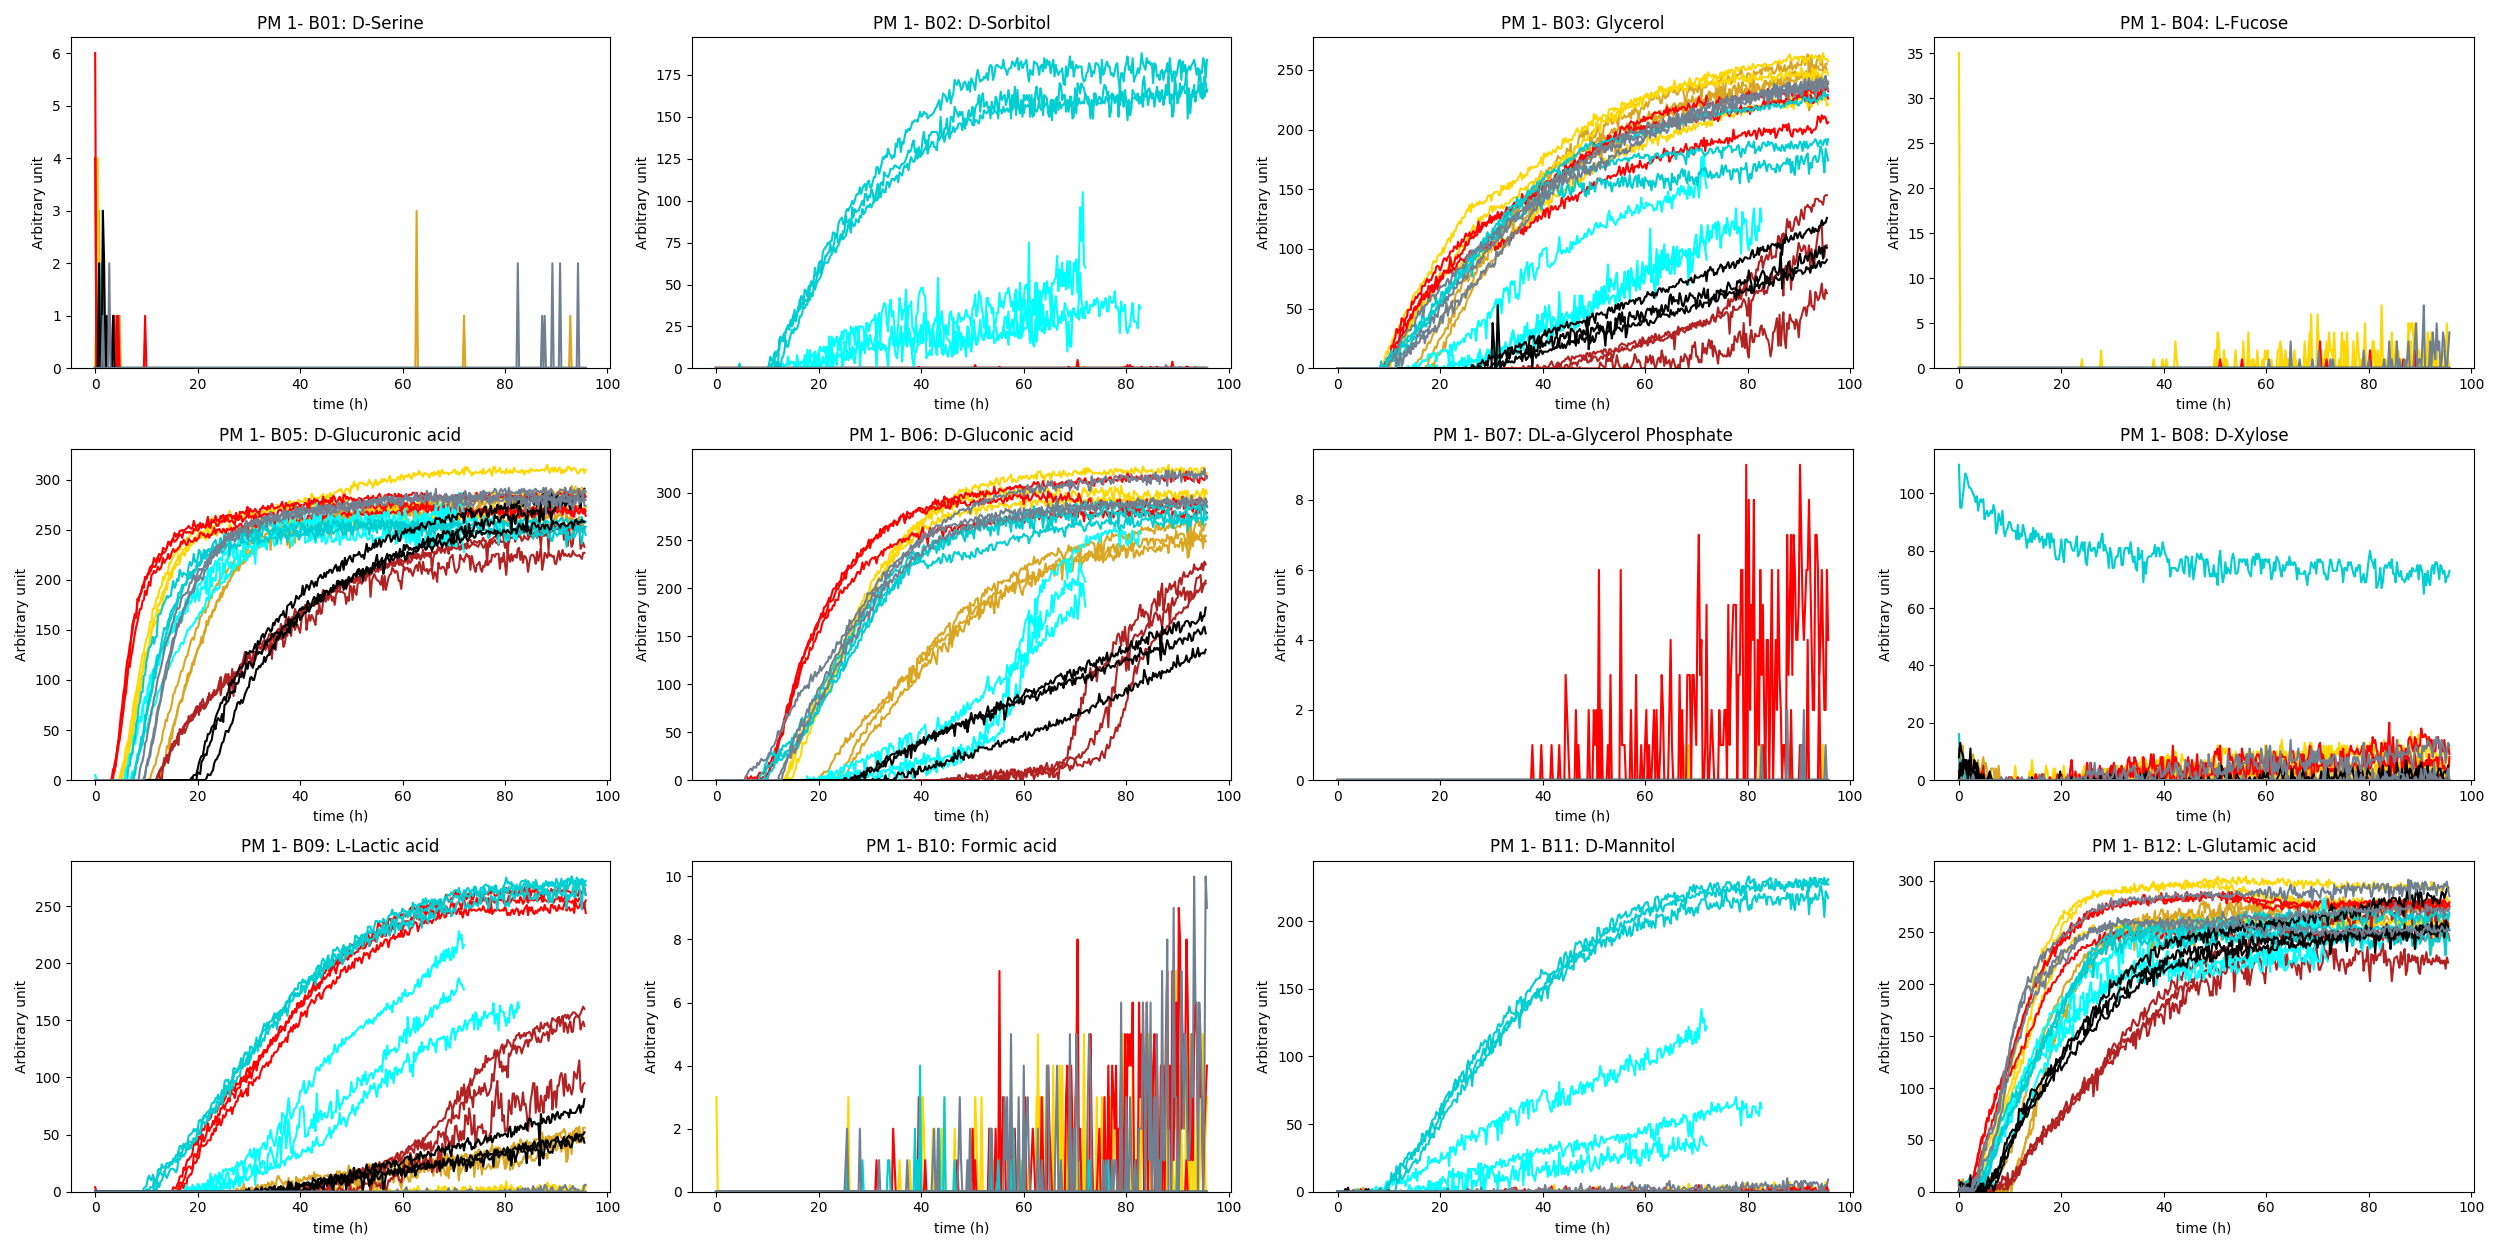 PM 1- B01: D-Serine
Arbitrary unit
6
5
4
3
2
1
0
0 20 40 60 80 100
time (h)
PM 1- B02: D-Sorbitol
Arbitrary unit
175
150
125
100
75
50
25
0
0 20 40 60 80 100
time (h)
PM 1- B03: Glycerol
Arbitrary unit
250
200
150
100
50
0
0 20 40 60 80 100
time (h)
PM 1- B04: L-Fucose
Arbitrary unit
35
30
25
20
15
10
5
0
0 20 40 60 80 100
time (h)
PM 1- B05: D-Glucuronic acid
Arbitrary unit
300
250
200
150
100
50
0
0 20 40 60 80 100
time (h)
PM 1- B06: D-Gluconic acid
Arbitrary unit
300
250
200
150
100
50
0
0 20 40 60 80 100
time (h)
PM 1- B07: DL-a-Glycerol Phosphate
Arbitrary unit
8
6
4
2
0
0 20 40 60 80 100
time (h)
PM 1- B08: D-Xylose
Arbitrary unit
100
80
60
40
20
0
0 20 40 60 80 100
time (h)
PM 1- B09: L-Lactic acid
Arbitrary unit
250
200
150
100
50
0
0 20 40 60 80 100
time (h)
PM 1- B10: Formic acid
Arbitrary unit
10
8
6
4
2
0
0 20 40 60 80 100
time (h)
PM 1- B11: D-Mannitol
Arbitrary unit
200
150
100
50
0
0 20 40 60 80 100
time (h)
PM 1- B12: L-Glutamic acid
Arbitrary unit
300
250
200
150
100
50
0
0 20 40 60 80 100
time (h)